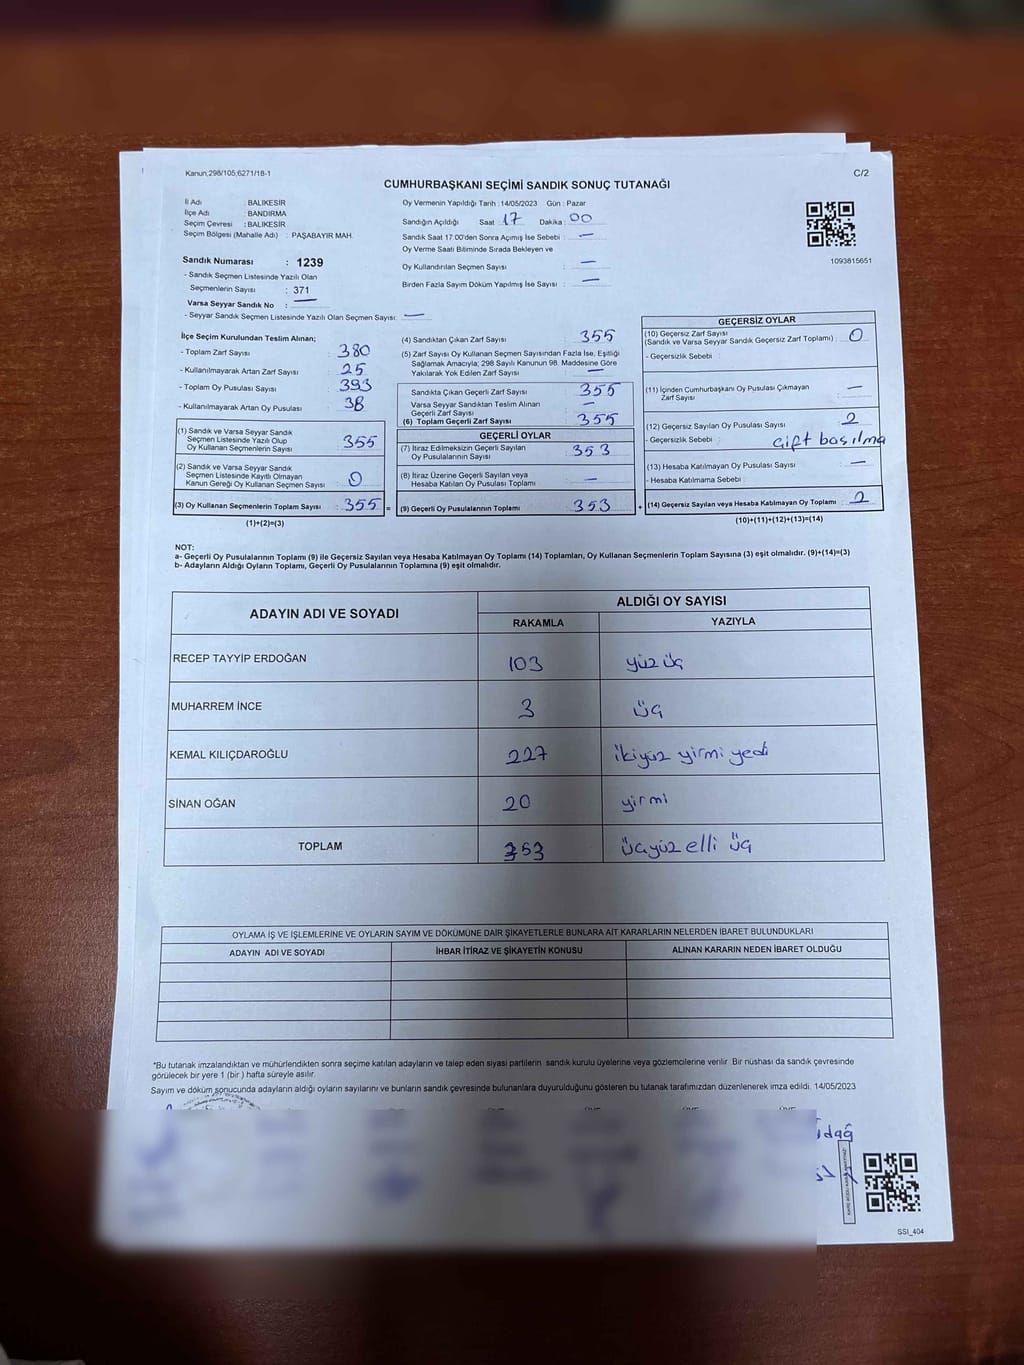 Kanun,298/105,6271/18-1
C/2
CUMHURBAŞKANI SEÇİMİ SANDIK SONUÇ TUTANAĞI
İl Adı : BALIKESİR
İlçe Adı : BANDIRMA
Seçim Çevresi : BALIKESİR
Seçim Bölgesi (Mahalle Adı) : PAŞABAYIR MAH.
Oy Vermenin Yapıldığı Tarih : 14/05/2023 Gün : Pazar
Sandığın Açıldığı Saat : 17 Dakika : 00
Sandık Saat 17:00'den Sonra Açımış İse Sebebi : —
Oy Verme Saati Bitiminde Sırada Bekleyen ve
Oy Kullandırılan Seçmen Sayısı : —
Birden Fazla Sayım Döküm Yapılmış İse Sayısı : —
1093815651
Sandık Numarası : 1239
- Sandık Seçmen Listesinde Yazılı Olan
Seçmenlerin Sayısı : 371
Varsa Seyyar Sandık No : —
- Seyyar Sandık Seçmen Listesinde Yazılı Olan Seçmen Sayısı: —
İlçe Seçim Kurulundan Teslim Alınan;
- Toplam Zarf Sayısı : 380
- Kullanılmayarak Artan Zarf Sayısı : 25
- Toplam Oy Pusulası Sayısı : 393
- Kullanılmayarak Artan Oy Pusulası : 38
(1) Sandık ve Varsa Seyyar Sandık
Seçmen Listesinde Yazılı Olup
Oy Kullanan Seçmenlerin Sayısı : 355
(2) Sandık ve Varsa Seyyar Sandık
Seçmen Listesinde Kayıtlı Olmayan
Kanun Gereği Oy Kullanan Seçmen Sayısı : 0
(3) Oy Kullanan Seçmenlerin Toplam Sayısı : 355 =
(1)+(2)=(3)
(4) Sandıktan Çıkan Zarf Sayısı : 355
(5) Zarf Sayısı Oy Kullanan Seçmen Sayısından Fazla İse, Eşitliği
Sağlamak Amacıyla; 298 Sayılı Kanunun 98. Maddesine Göre
Yakılarak Yok Edilen Zarf Sayısı : —
Sandıkta Çıkan Geçerli Zarf Sayısı : 355
Varsa Seyyar Sandıktan Teslim Alınan
Geçerli Zarf Sayısı : —
(6) Toplam Geçerli Zarf Sayısı : 355
GEÇERLİ OYLAR
(7) İtiraz Edilmeksizin Geçerli Sayılan
Oy Pusulalarının Sayısı : 353
(8) İtiraz Üzerine Geçerli Sayılan veya
Hesaba Katılan Oy Pusulası Toplamı : —
(9) Geçerli Oy Pusulalarının Toplamı : 353 +
GEÇERSİZ OYLAR
(10) Geçersiz Zarf Sayısı
(Sandık ve Varsa Seyyar Sandık Geçersiz Zarf Toplamı) : 0
- Geçersizlik Sebebi :
(11) İçinden Cumhurbaşkanı Oy Pusulası Çıkmayan
Zarf Sayısı : —
(12) Geçersiz Sayılan Oy Pusulası Sayısı : 2
- Geçersizlik Sebebi : çift basılma
(13) Hesaba Katılmayan Oy Pusulası Sayısı : —
- Hesaba Katılmama Sebebi :
(14) Geçersiz Sayılan veya Hesaba Katılmayan Oy Toplamı : 2
(10)+(11)+(12)+(13)=(14)
NOT:
a- Geçerli Oy Pusulalarının Toplamı (9) ile Geçersiz Sayılan veya Hesaba Katılmayan Oy Toplamı (14) Toplamları, Oy Kullanan Seçmenlerin Toplam Sayısına (3) eşit olmalıdır. (9)+(14)=(3)
b- Adayların Aldığı Oyların Toplamı, Geçerli Oy Pusulalarının Toplamına (9) eşit olmalıdır.
ADAYIN ADI VE SOYADI
ALDIĞI OY SAYISI
RAKAMLA YAZIYLA
RECEP TAYYİP ERDOĞAN 103 yüz üç
MUHARREM İNCE 3 üç
KEMAL KILIÇDAROĞLU 227 ikiyüz yirmi yedi
SİNAN OĞAN 20 yirmi
TOPLAM 353 üçyüz elli üç
OYLAMA İŞ VE İŞLEMLERİNE VE OYLARIN SAYIM VE DÖKÜMÜNE DAİR ŞİKAYETLERLE BUNLARA AİT KARARLARIN NELERDEN İBARET BULUNDUKLARI
ADAYIN ADI VE SOYADI İHBAR İTİRAZ VE ŞİKAYETİN KONUSU ALINAN KARARIN NEDEN İBARET OLDUĞU
*Bu tutanak imzalandıktan ve mühürlendikten sonra seçime katılan adayların ve talep eden siyasi partilerin sandık kurulu üyelerine veya gözlemcilerine verilir. Bir nüshası da sandık çevresinde
görülecek bir yere 1 (bir ) hafta süreyle asılır.
Sayım ve döküm sonucunda adayların aldığı oyların sayılarını ve bunların sandık çevresinde bulunanlara duyurulduğunu gösteren bu tutanak tarafımızdan düzenlenerek imza edildi. 14/05/2023
SSI_404